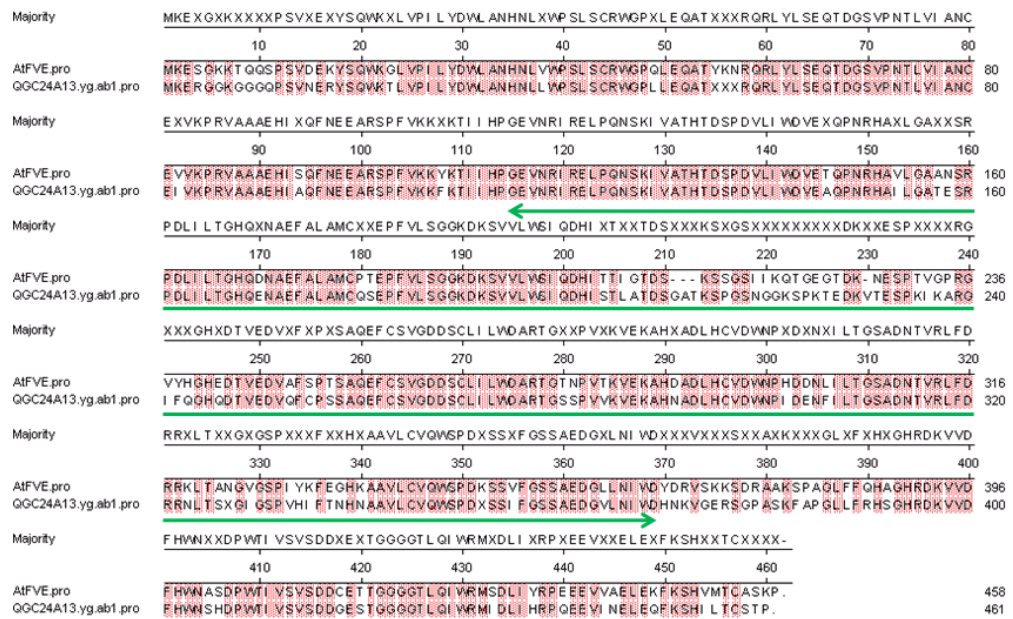 Majority MKEXGXKXXXXPSVXEXYSQWKXLVPILYDWLANHNLXWPSLSCRWGPXLEQATXXXRQRLYLSEQTDGSVPNTLVIANC
10 20 30 40 50 60 70 80
AtFVE.pro MKESGKKTQQSPSVDEKYSQWKGLVPILYDWLANHNLVWPSLSCRWGPQLEQATYKNRQRLYLSEQTDGSVPNTLVIANC 80
QGC24A13.yg.ab1.pro MKERGGKGGGQPSVNERYSQWKTLVPILYDWLANHNLLWPSLSCRWGPLLEQATXXXRQRLYLSEQTDGSVPNTLVIANC 80
Majority EXVKPRVAAAEHIXQFNEEARSPFVKKXKTIIHPGEVNRIRELPQNSKIVATHTDSPDVLIWDVEXQPNRHAXLGAXXSR
90 100 110 120 130 140 150 160
AtFVE.pro EVVKPRVAAAEHISQFNEEARSPFVKKYKTIIHPGEVNRIRELPQNSKIVATHTDSPDVLIWDVETQPNRHAVLGAANSR 160
QGC24A13.yg.ab1.pro EIVKPRVAAAEHIAQFNEEARSPFVKKFKTIIHPGEVNRIRELPQNSKIVATHTDSPDVLIWDVEAQPNRHAILGATESR 160
Majority PDLILTGHQXNAEFALAMCXXEPFVLSGGKDKSVVLWSIQDHIXTXXTDSXXXKSXGSXXXXXXXXXDKXXESPXXXXRG
170 180 190 200 210 220 230 240
AtFVE.pro PDLILTGHQDNAEFALAMCPTEPFVLSGGKDKSVVLWSIQDHITTIGTDS---KSSGSIIKQTGEGTDK-NESPTVGPRG 236
QGC24A13.yg.ab1.pro PDLILTGHQENAEFALAMCQSEPFVLSGGKDKSVVLWSIQDHISTLATDSGATKSPGSNGGKSPKTEDKVTESPKIKARG 240
Majority XXXGHXDTVEDVXFXPXSAQEFCSVGDDSCLILWDARTGXXPVXKVEKAHXADLHCVDWNPXDXNXILTGSADNTVRLFD
250 260 270 280 290 300 310 320
AtFVE.pro VYHGHEDTVEDVAFSPTSAQEFCSVGDDSCLILWDARTGTNPVTKVEKAHDADLHCVDWNPHDDNLILTGSADNTVRLFD 316
QGC24A13.yg.ab1.pro IFQGHQDTVEDVQFCPSSAQEFCSVGDDSCLILWDARTGSSPVVKVEKAHNADLHCVDWNPIDENFILTGSADNTVRLFD 320
Majority RRXLTXXGXGSPXXXFXXHXAAVLCVQWSPDXSSXFGSSAEDGXLNIWDXXXVXXXSXXAXKXXXGLXFXHXGHRDKVVD
330 340 350 360 370 380 390 400
AtFVE.pro RRKLTANGVGSPIYKFEGHKAAVLCVQWSPDKSSVFGSSAEDGLLNIWDYDRVSKKSDRAAKSPAGLFFQHAGHRDKVVD 396
QGC24A13.yg.ab1.pro RRNLTSXGIGSPVHIFTNHNAAVLCVQWSPDXSSIFGSSAEDGVLNIWDHNKVGERSGPASKFAPGLLFRHSGHRDKVVD 400
Majority FHWNXXDPWTIVSVSDDXEXTGGGGTLQIWRMXDLIXRPXEEVXXELEXFKSHXXTCXXXX-
410 420 430 440 450 460
AtFVE.pro FHWNASDPWTIVSVSDDCETTGGGGTLQIWRMSDLIYRPEEEVVAELEKFKSHVMTCASKP. 458
QGC24A13.yg.ab1.pro FHWNSHDPWTIVSVSDDGESTGGGGTLQIWRMIDLIHRPQEEVINELEQFKSHILTCSTP. 461